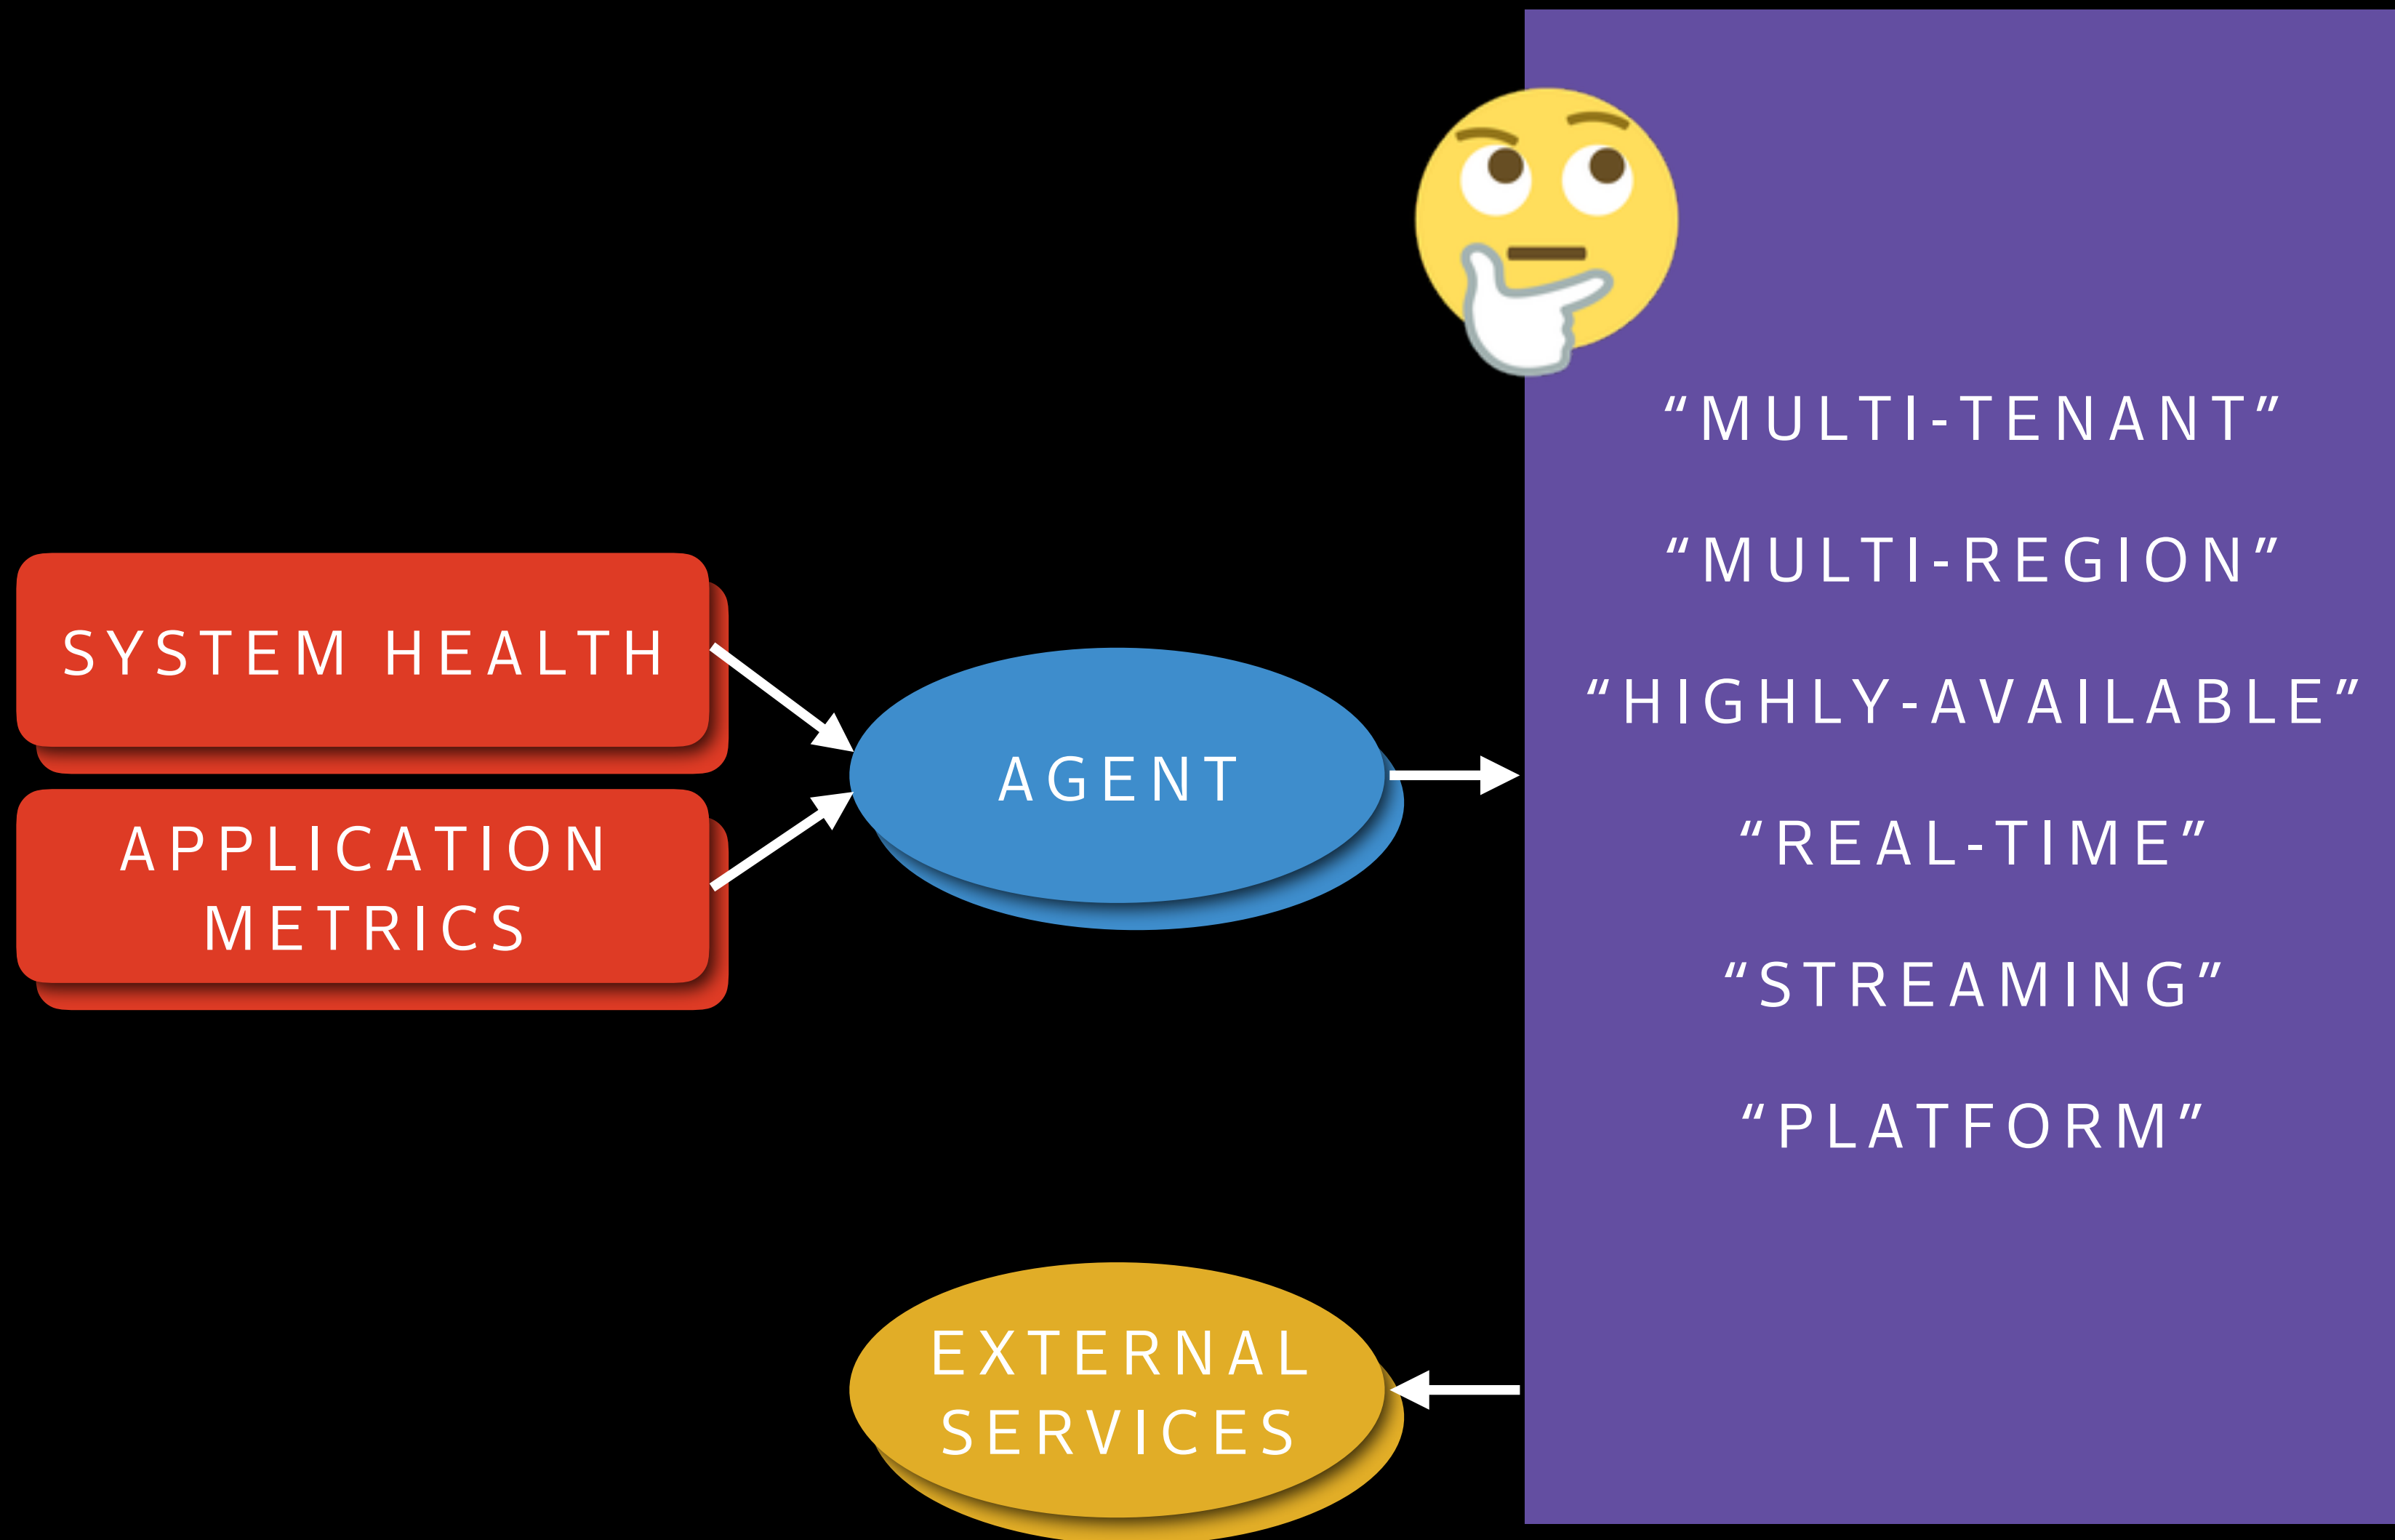 SYSTEM HEALTH
APPLICATION
METRICS
AGENT
EXTERNAL
SERVICES
“MULTI-TENANT”
“MULTI-REGION”
“HIGHLY-AVAILABLE”
“REAL-TIME”
“STREAMING”
“PLATFORM”